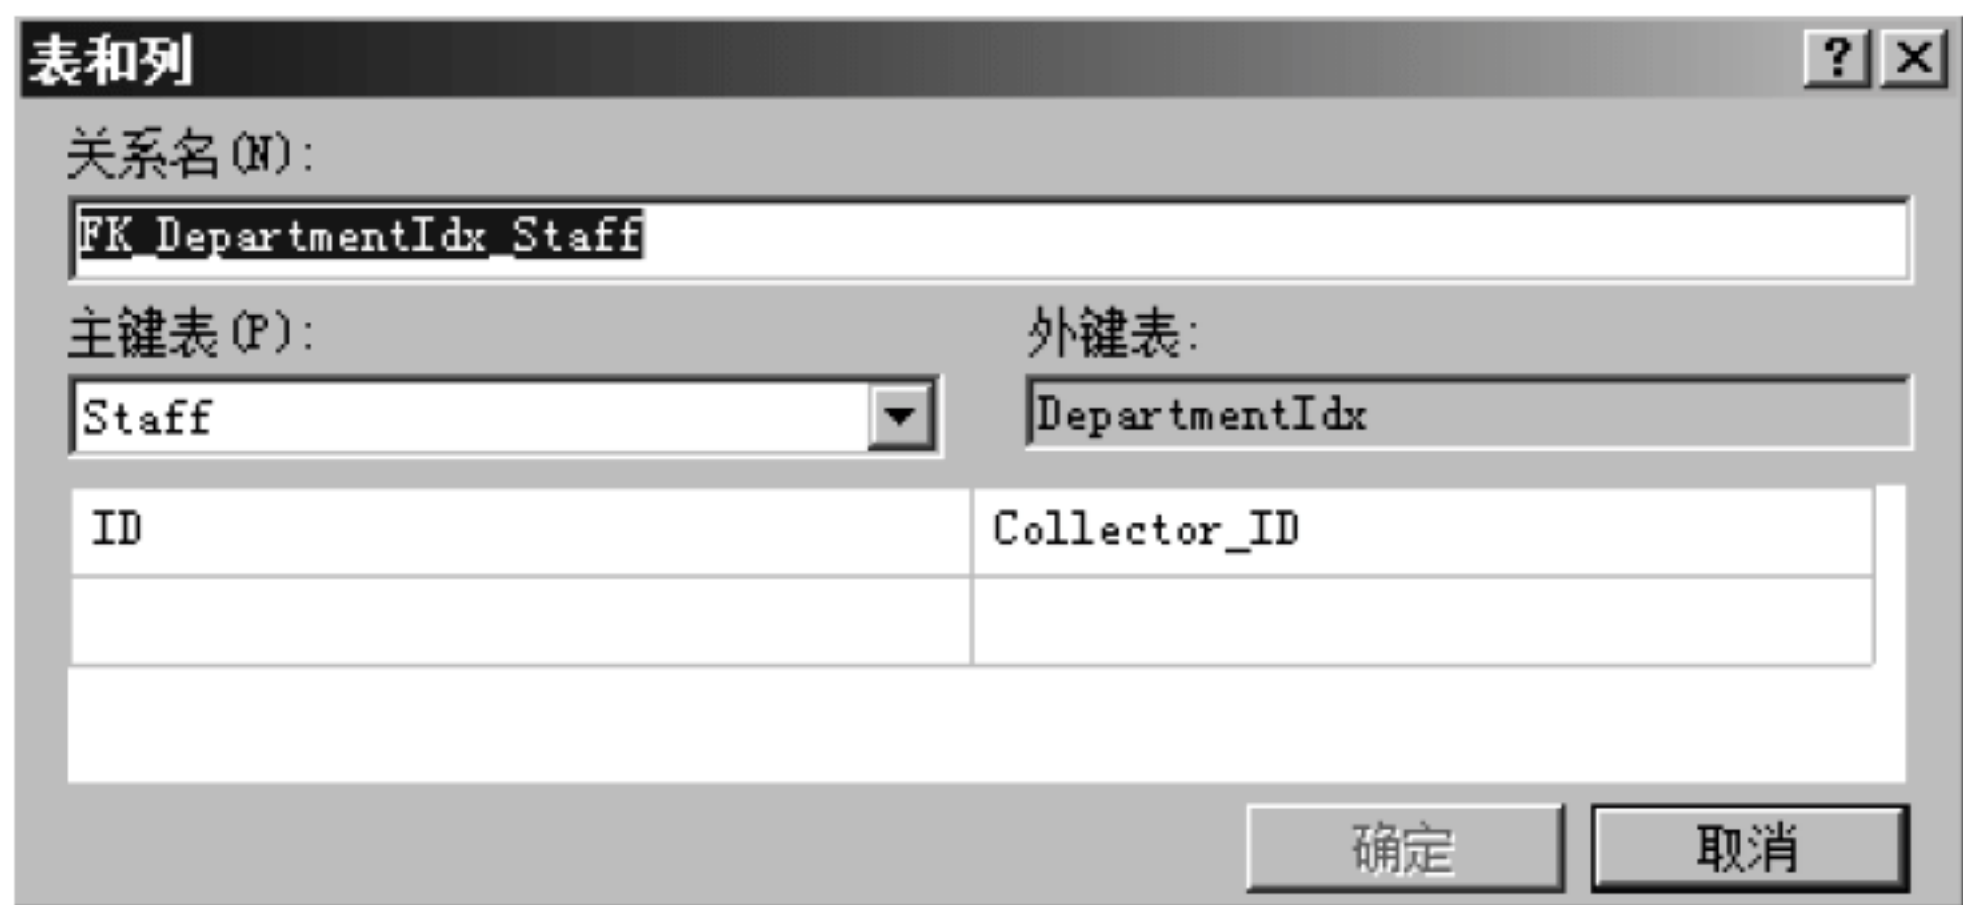 表和列
关系名(N):
FK_DepartmentIdx_Staff
主键表(P): 外键表:
Staff DepartmentIdx
ID Collector_ID
确定 取消